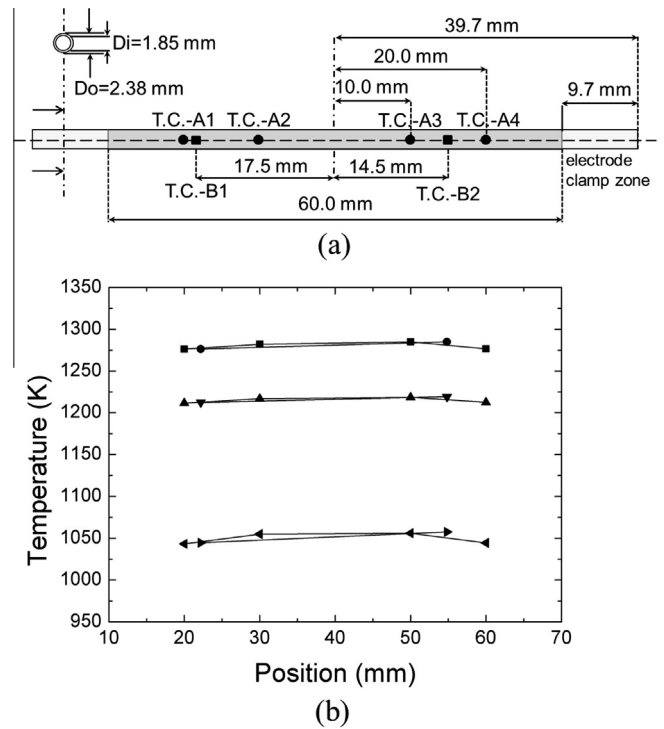 39.7 mm
Di=1.85 mm
20.0 mm
Do=2.38 mm
10.0 mm
9.7 mm
T.C.-A1 T.C.-A2 T.C.-A3 T.C.-A4
17.5 mm 14.5 mm
electrode
clamp zone
T.C.-B1 T.C.-B2
60.0 mm
(a)
1350
1300
1250
1200
1150
1100
1050
1000
950
Temperature (K)
10 20 30 40 50 60 70
Position (mm)
(b)